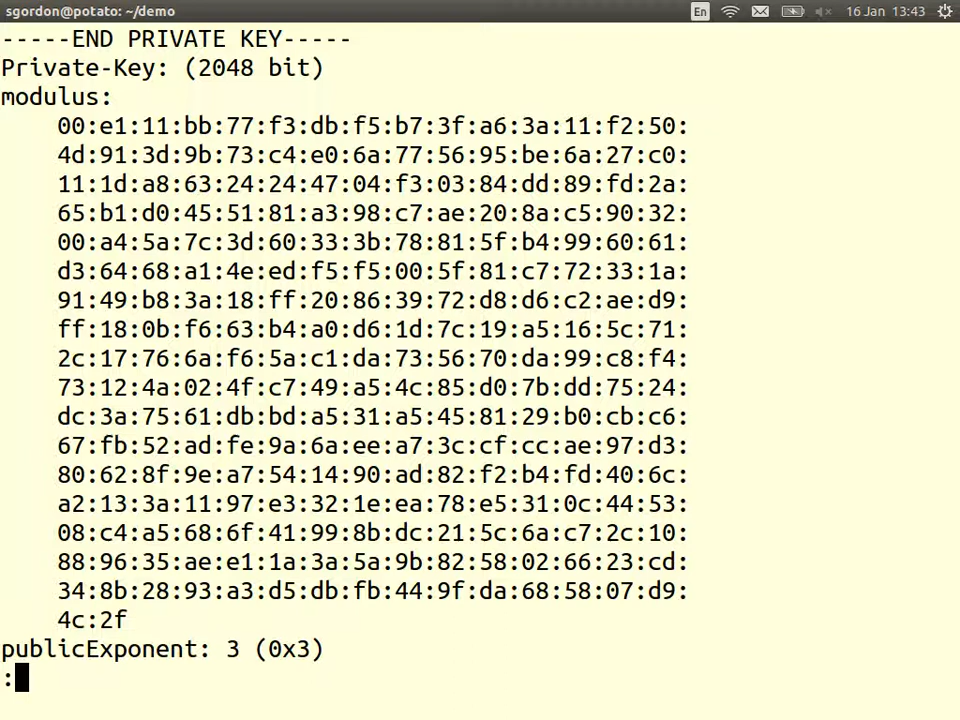 sgordon@potato: ~/demo
En
16 Jan 13:43
-----END PRIVATE KEY-----
Private-Key: (2048 bit)
modulus:
00:e1:11:bb:77:f3:db:f5:b7:3f:a6:3a:11:f2:50:
4d:91:3d:9b:73:c4:e0:6a:77:56:95:be:6a:27:c0:
11:1d:a8:63:24:24:47:04:f3:03:84:dd:89:fd:2a:
65:b1:d0:45:51:81:a3:98:c7:ae:20:8a:c5:90:32:
00:a4:5a:7c:3d:60:33:3b:78:81:5f:b4:99:60:61:
d3:64:68:a1:4e:ed:f5:f5:00:5f:81:c7:72:33:1a:
91:49:b8:3a:18:ff:20:86:39:72:d8:d6:c2:ae:d9:
ff:18:0b:f6:63:b4:a0:d6:1d:7c:19:a5:16:5c:71:
2c:17:76:6a:f6:5a:c1:da:73:56:70:da:99:c8:f4:
73:12:4a:02:4f:c7:49:a5:4c:85:d0:7b:dd:75:24:
dc:3a:75:61:db:bd:a5:31:a5:45:81:29:b0:cb:c6:
67:fb:52:ad:fe:9a:6a:ee:a7:3c:cf:cc:ae:97:d3:
80:62:8f:9e:a7:54:14:90:ad:82:f2:b4:fd:40:6c:
a2:13:3a:11:97:e3:32:1e:ea:78:e5:31:0c:44:53:
08:c4:a5:68:6f:41:99:8b:dc:21:5c:6a:c7:2c:10:
88:96:35:ae:e1:1a:3a:5a:9b:82:58:02:66:23:cd:
34:8b:28:93:a3:d5:db:fb:44:9f:da:68:58:07:d9:
4c:2f
publicExponent: 3 (0x3)
: